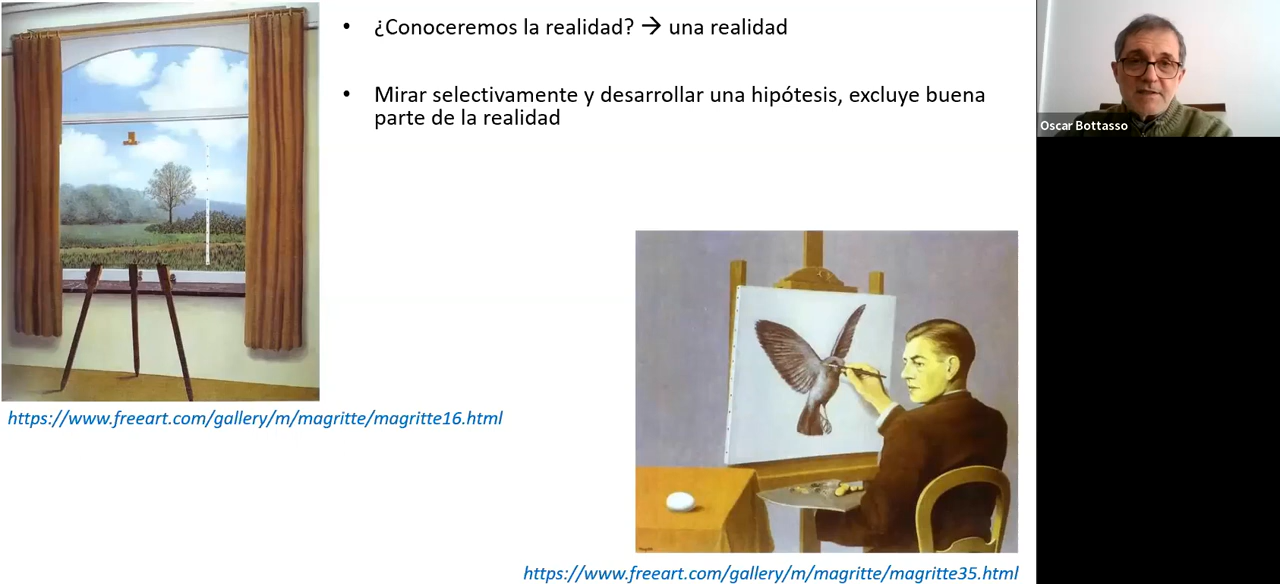 • ¿Conoceremos la realidad? → una realidad
• Mirar selectivamente y desarrollar una hipótesis, excluye buena
parte de la realidad
Oscar Bottasso
https://www.freeart.com/gallery/m/magritte/magritte16.html
https://www.freeart.com/gallery/m/magritte/magritte35.html